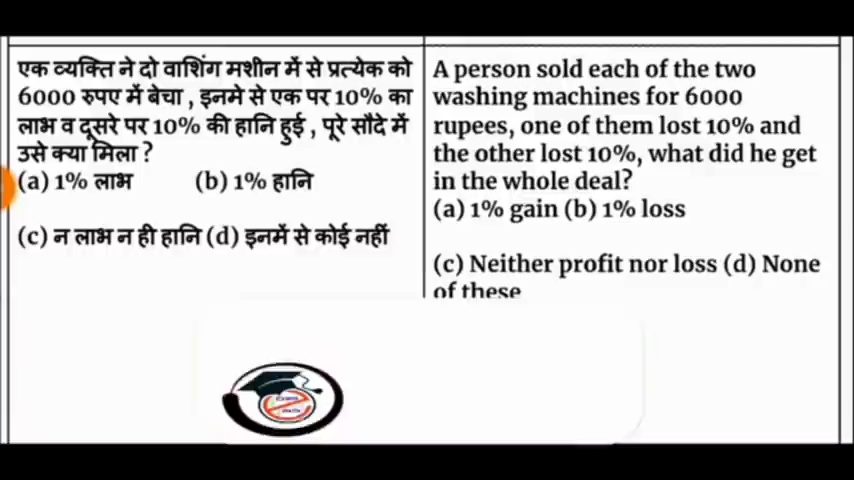 एक व्यक्ति ने दो वाशिंग मशीन में से प्रत्येक को
6000 रुपए में बेचा , इनमे से एक पर 10% का
लाभ व दूसरे पर 10% की हानि हुई , पूरे सौदे में
उसे क्या मिला ?
(a) 1% लाभ (b) 1% हानि
(c) न लाभ न ही हानि (d) इनमें से कोई नहीं
A person sold each of the two
washing machines for 6000
rupees, one of them lost 10% and
the other lost 10%, what did he get
in the whole deal?
(a) 1% gain (b) 1% loss
(c) Neither profit nor loss (d) None
of these